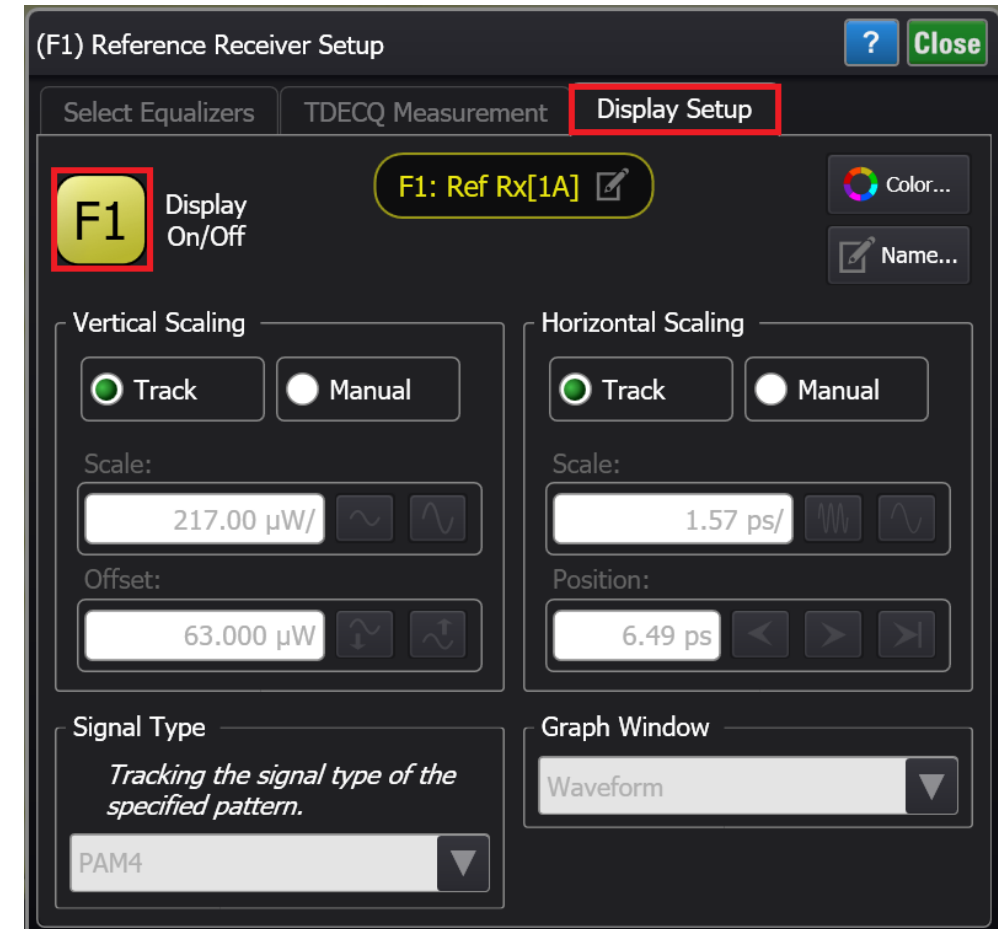 (F1) Reference Receiver Setup
?
Close
Select Equalizers
TDECQ Measurement
Display Setup
F1
Display
On/Off
F1: Ref Rx[1A]
Color...
Name...
Vertical Scaling
Track
Manual
Scale:
217.00 µW/
Offset:
63.000 µW
Horizontal Scaling
Track
Manual
Scale:
1.57 ps/
Position:
6.49 ps
Signal Type
Tracking the signal type of the
specified pattern.
PAM4
Graph Window
Waveform